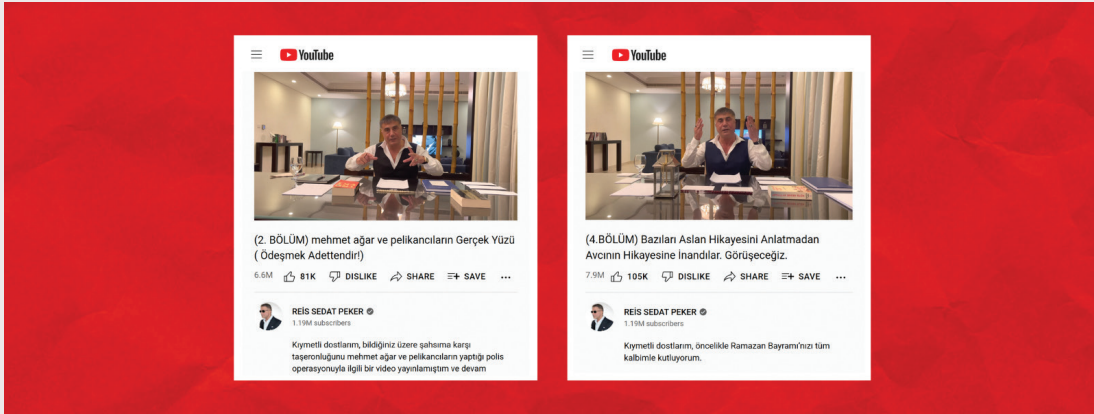 YouTube
(2. BÖLÜM) mehmet ağar ve pelikancıların Gerçek Yüzü
( Ödeşmek Adettendir!)
6.6M 81K DISLIKE SHARE SAVE
REİS SEDAT PEKER
1.19M subscribers
Kıymetli dostlarım, bildiğiniz üzere şahsıma karşı
taşeronluğunu mehmet ağar ve pelikancıların yaptığı polis
operasyonuyla ilgili bir video yayınlamıştım ve devam
YouTube
(4.BÖLÜM) Bazıları Aslan Hikayesini Anlatmadan
Avcının Hikayesine İnandılar. Görüşeceğiz.
7.9M 105K DISLIKE SHARE SAVE
REİS SEDAT PEKER
1.19M subscribers
Kıymetli dostlarım, öncelikle Ramazan Bayramı'nızı tüm
kalbimle kutluyorum.